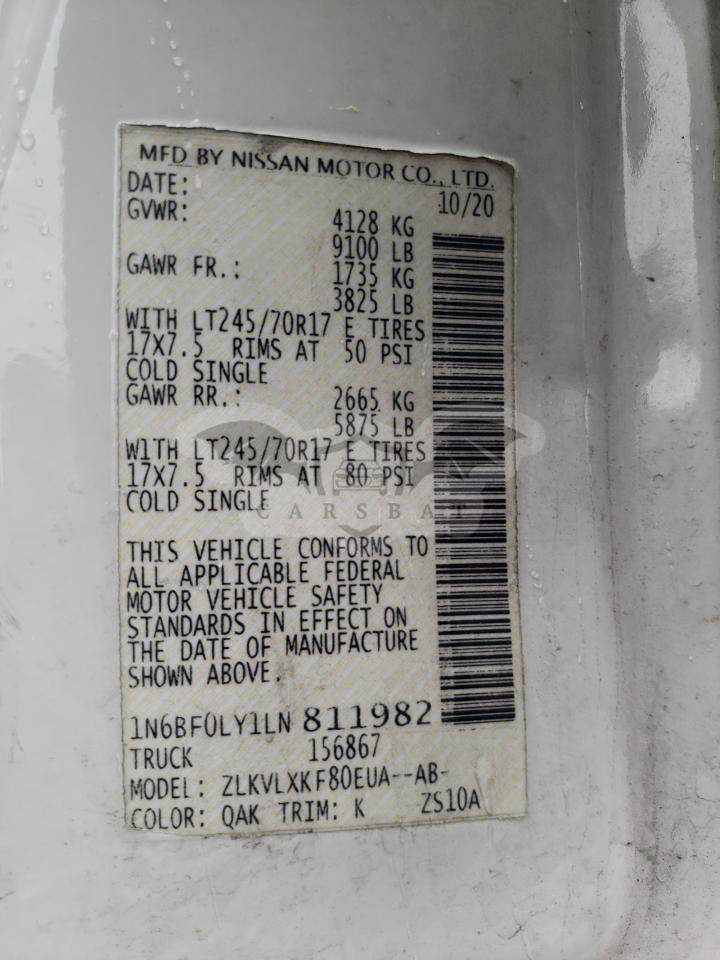 MFD BY NISSAN MOTOR CO., LTD.
DATE: 10/20
GVWR: 4128 KG
9100 LB
GAWR FR.: 1735 KG
3825 LB
WITH LT245/70R17 E TIRES
17X7.5 RIMS AT 50 PSI
COLD SINGLE
GAWR RR.: 2665 KG
5875 LB
WITH LT245/70R17 E TIRES
17X7.5 RIMS AT 80 PSI
COLD SINGLE
CARSBAT
THIS VEHICLE CONFORMS TO
ALL APPLICABLE FEDERAL
MOTOR VEHICLE SAFETY
STANDARDS IN EFFECT ON
THE DATE OF MANUFACTURE
SHOWN ABOVE.
1N6BF0LY1LN 811982
TRUCK 156867
MODEL: ZLKVLXKF80EUA--AB-
COLOR: QAK TRIM: K ZS10A